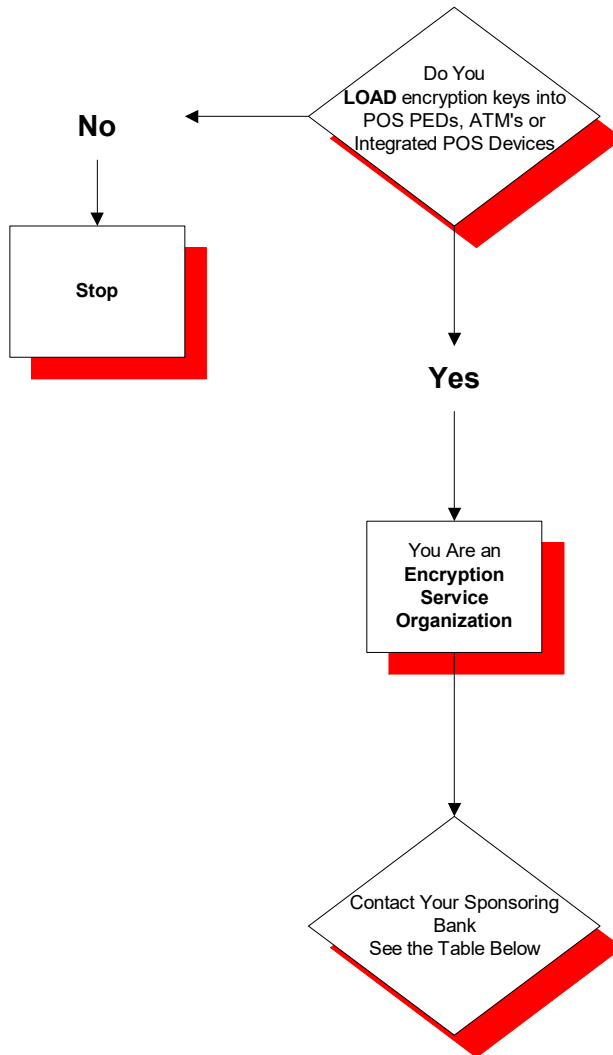 Do You
LOAD encryption keys into
POS PEDs, ATM's or
Integrated POS Devices
No
Stop
Yes
You Are an
Encryption
Service
Organization
Contact Your Sponsoring
Bank
See the Table Below